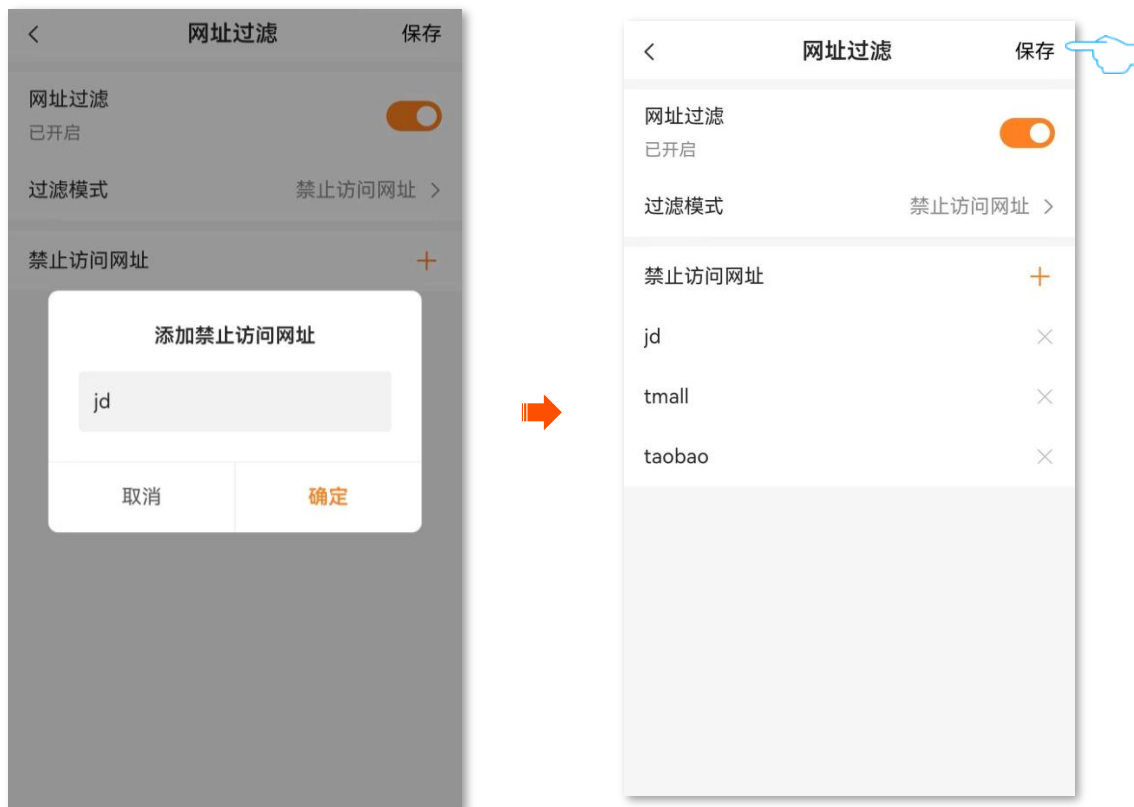 网址过滤
保存
网址过滤
已开启
过滤模式
禁止访问网址
禁止访问网址
添加禁止访问网址
jd
取消
确定
网址过滤
保存
网址过滤
已开启
过滤模式
禁止访问网址
禁止访问网址
jd
tmall
taobao